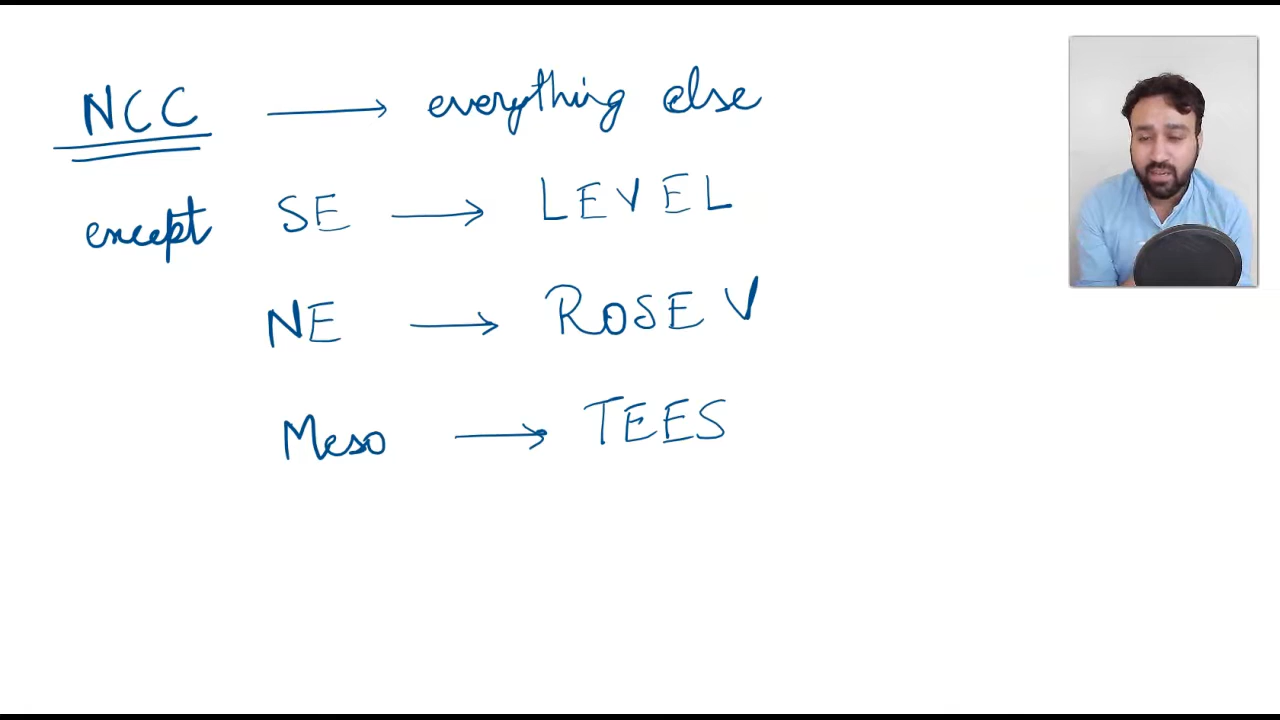 NCC → everything else
except SE → LEVEL
NE → ROSE V
Meso → TEES